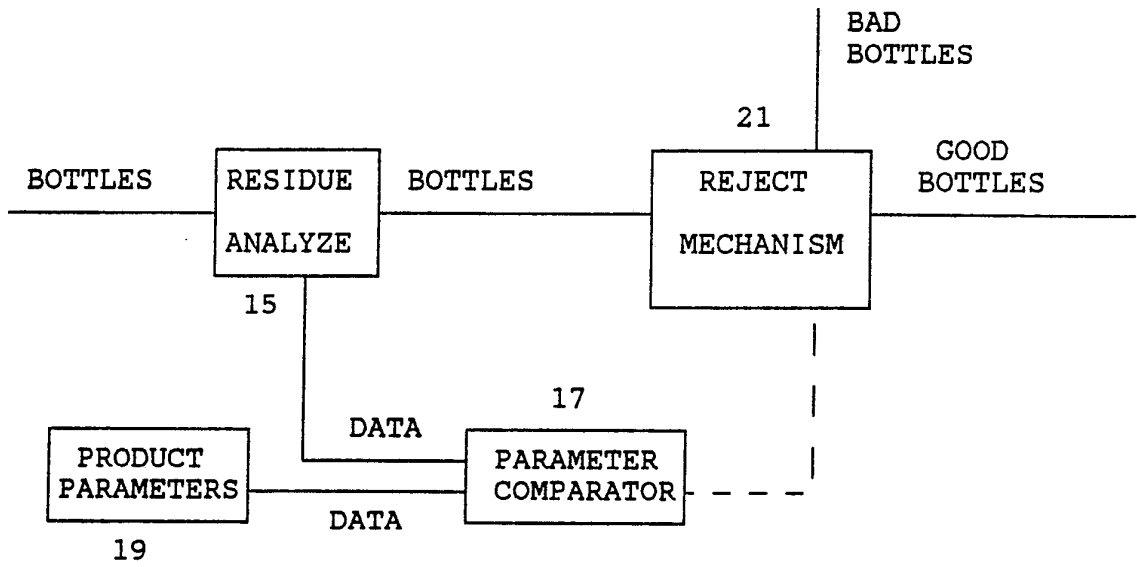 BAD
BOTTLES
21
GOOD
BOTTLES
BOTTLES
RESIDUE
ANALYZE
BOTTLES
REJECT
MECHANISM
15
17
DATA
PRODUCT
PARAMETERS
PARAMETER
COMPARATOR
DATA
19